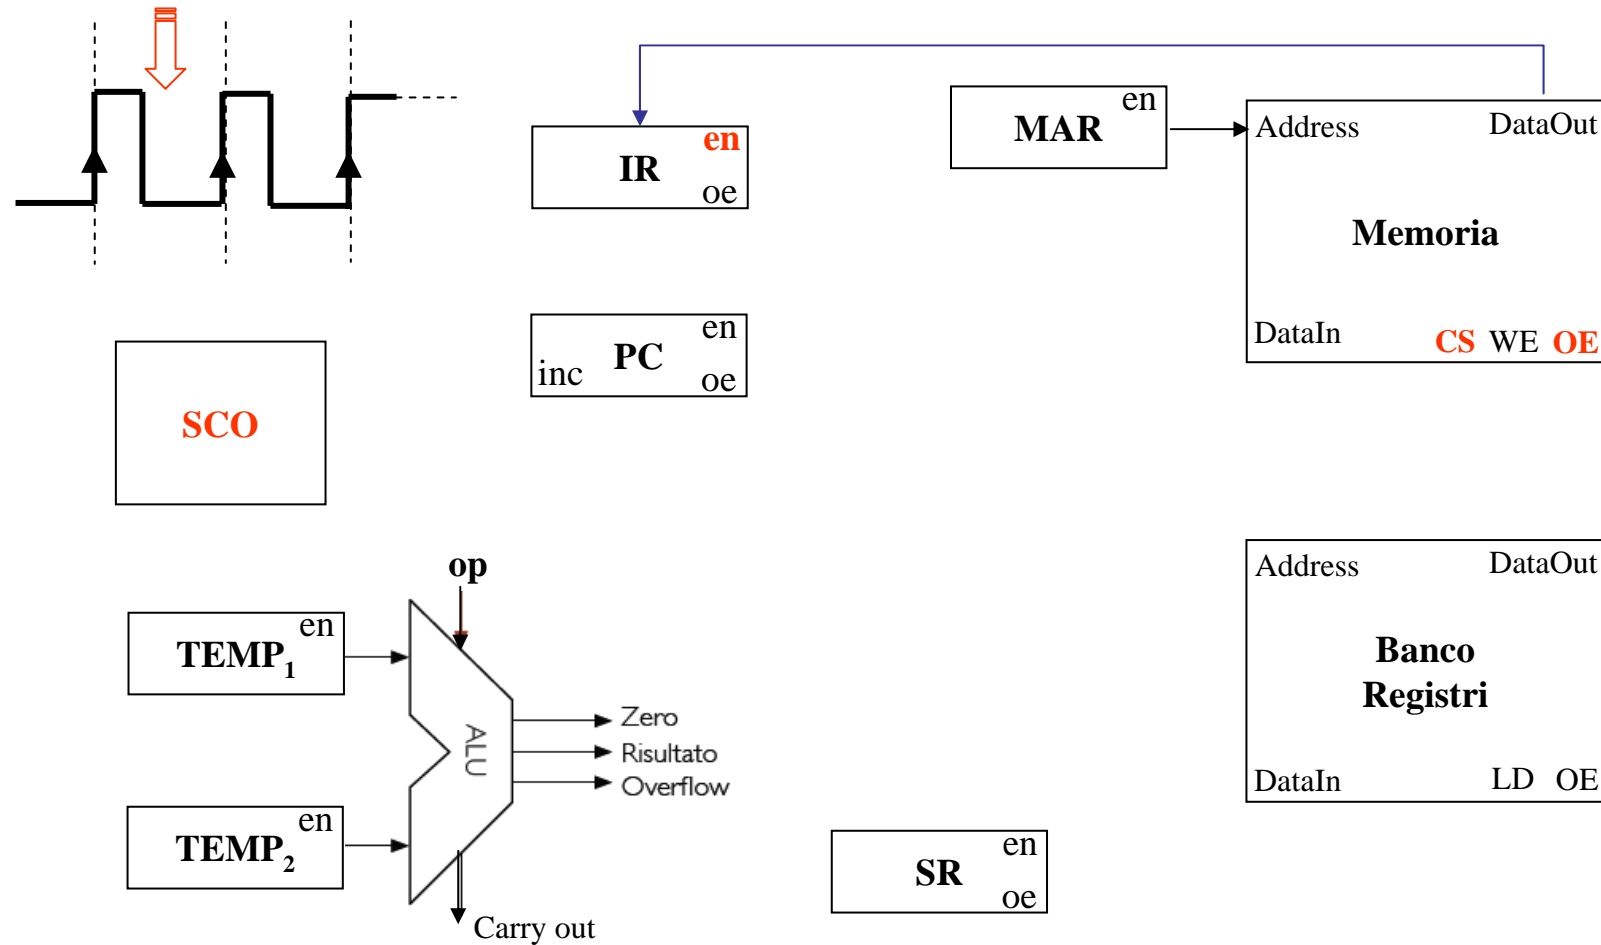 en
IR
oe
en
MAR
Address DataOut
Memoria
DataIn CS WE OE
en
inc PC
oe
SCO
op
en
TEMP1
en
TEMP2
ALU
Zero
Risultato
Overflow
Carry out
en
SR
oe
Address DataOut
Banco
Registri
DataIn LD OE